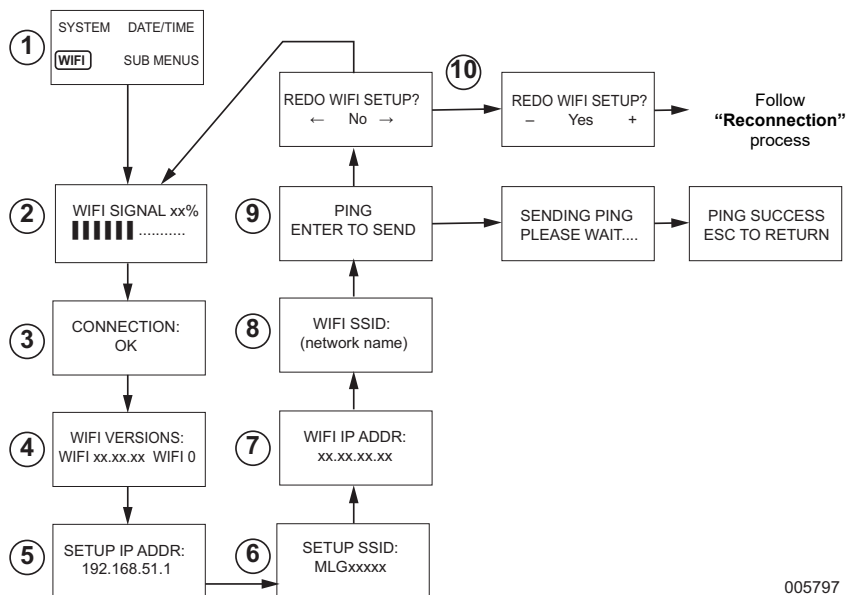 1
SYSTEM DATE/TIME
WIFI SUB MENUS
2
WIFI SIGNAL xx%
...........
3
CONNECTION:
OK
4
WIFI VERSIONS:
WIFI xx.xx.xx WIFI 0
5
SETUP IP ADDR:
192.168.51.1
6
SETUP SSID:
MLGxxxxx
7
WIFI IP ADDR:
xx.xx.xx.xx
8
WIFI SSID:
(network name)
9
PING
ENTER TO SEND
SENDING PING
PLEASE WAIT....
PING SUCCESS
ESC TO RETURN
REDO WIFI SETUP?
← No →
10
REDO WIFI SETUP?
– Yes +
Follow
“Reconnection”
process
005797